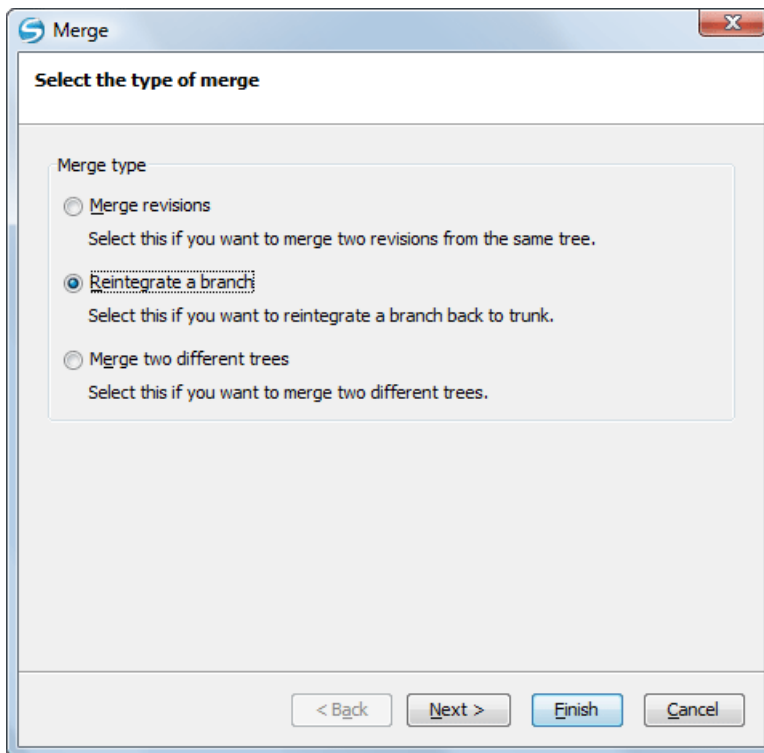 Merge
Select the type of merge
Merge type
Merge revisions
Select this if you want to merge two revisions from the same tree.
Reintegrate a branch
Select this if you want to reintegrate a branch back to trunk.
Merge two different trees
Select this if you want to merge two different trees.
< Back Next > Finish Cancel